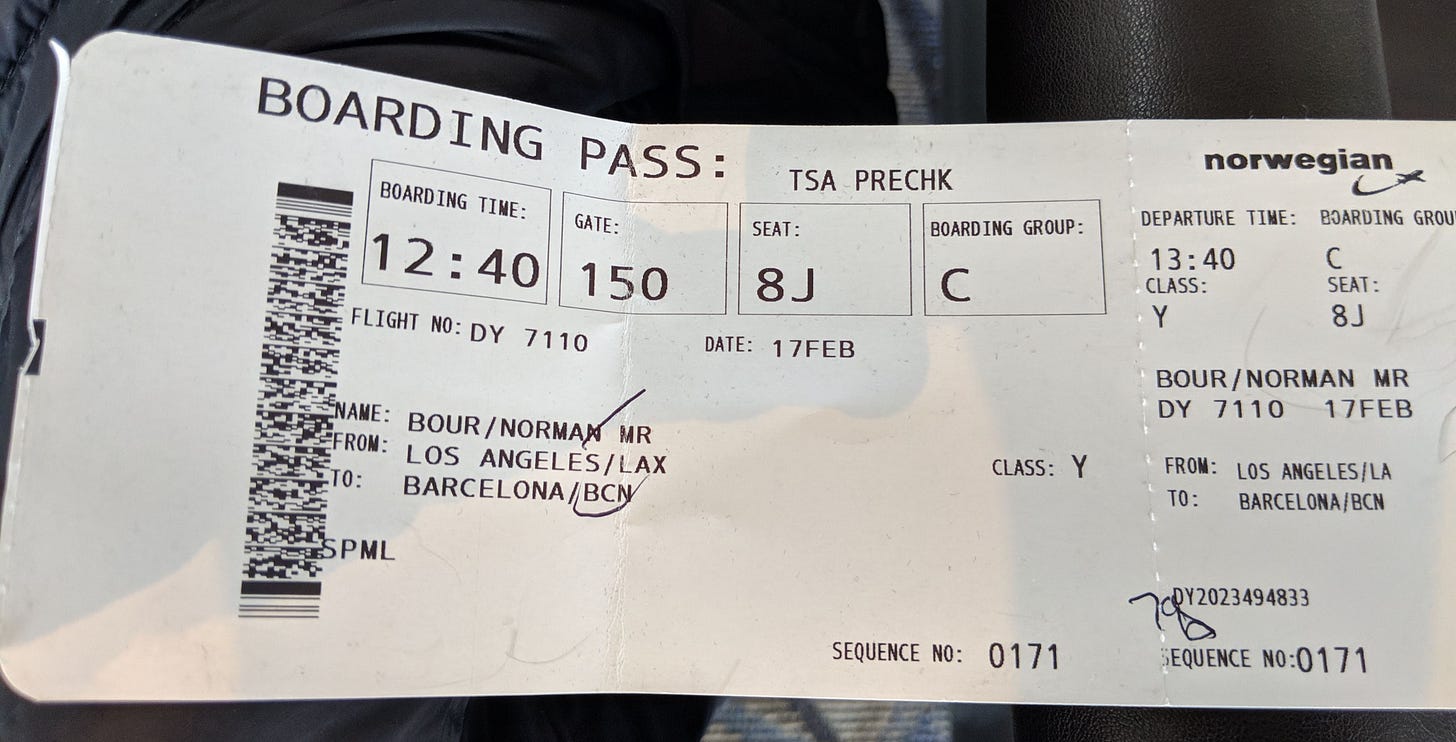 BOARDING PASS:
TSA PRECHK
BOARDING TIME:
12:40
GATE:
150
SEAT:
8J
BOARDING GROUP:
C
FLIGHT NO: DY 7110
DATE: 17FEB
NAME: BOUR/NORMAN MR
FROM: LOS ANGELES/LAX
TO: BARCELONA/BCN
CLASS: Y
SPML
SEQUENCE NO: 0171
norwegian
DEPARTURE TIME: BOARDING GROU
13:40 C
CLASS: SEAT:
Y 8J
BOUR/NORMAN MR
DY 7110 17FEB
FROM: LOS ANGELES/LA
TO: BARCELONA/BCN
DY2023494833
SEQUENCE NO:0171